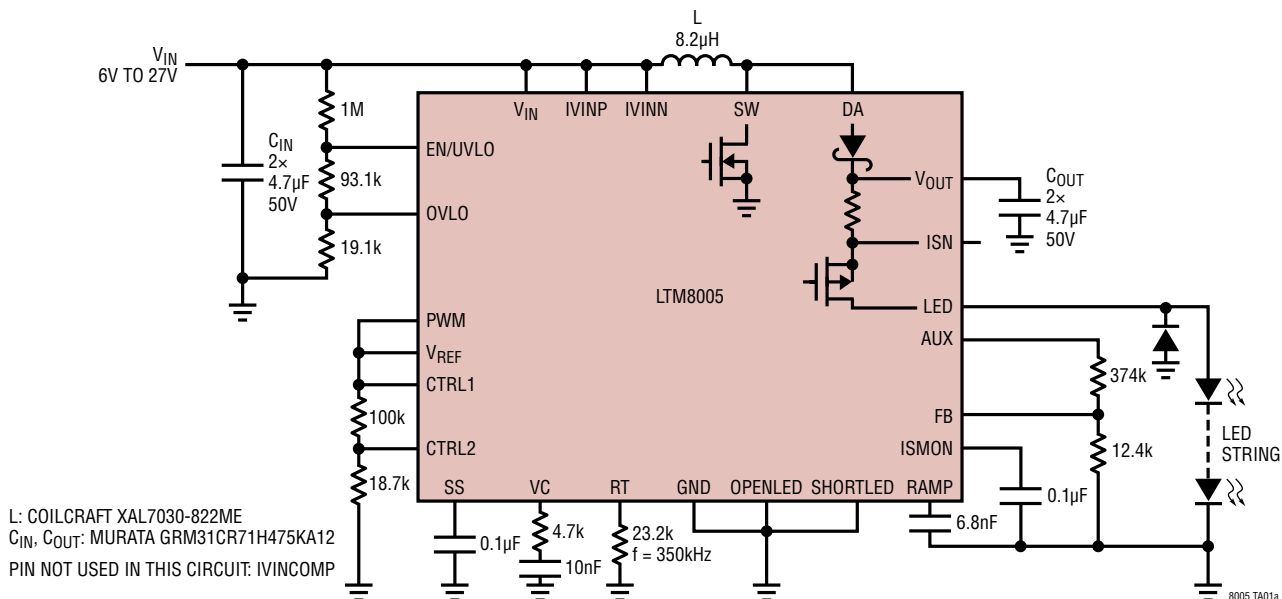 L
8.2µH
VIN
6V TO 27V
1M
VIN
IVINP
IVINN
SW
DA
CIN
2×
4.7µF
50V
EN/UVLO
93.1k
OVLO
19.1k
VOUT
COUT
2×
4.7µF
50V
ISN
LTM8005
LED
PWM
AUX
VREF
374k
CTRL1
100k
FB
LED
STRING
CTRL2
ISMON
12.4k
18.7k
SS
VC
RT
GND
OPENLED
SHORTLED
RAMP
0.1µF
L: COILCRAFT XAL7030-822ME
CIN, COUT: MURATA GRM31CR71H475KA12
PIN NOT USED IN THIS CIRCUIT: IVINCOMP
0.1µF
4.7k
10nF
23.2k
f = 350kHz
6.8nF
8005 TA01a